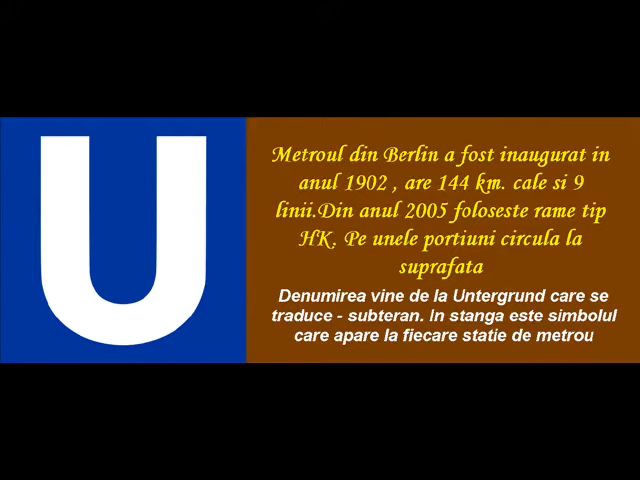 U
Metroul din Berlin a fost inaugurat in
anul 1902 , are 144 km. cale si 9
linii.Din anul 2005 foloseste rame tip
HK. Pe unele portiuni circula la
suprafata
Denumirea vine de la Untergrund care se
traduce - subteran. In stanga este simbolul
care apare la fiecare statie de metrou